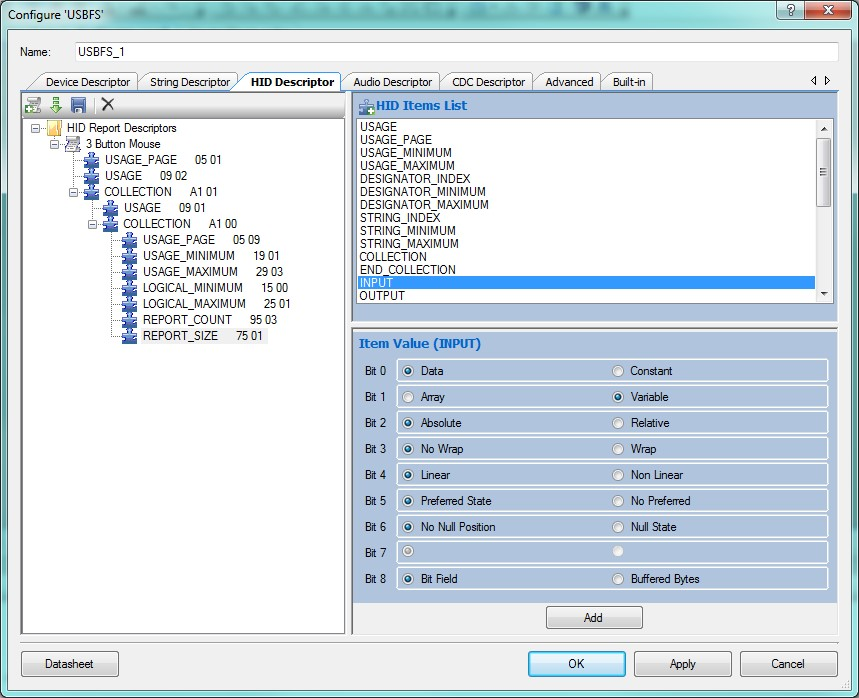 Configure 'USBFS'
?
Name:
USBFS_1
Device Descriptor String Descriptor HID Descriptor Audio Descriptor CDC Descriptor Advanced Built-in
HID Report Descriptors
3 Button Mouse
USAGE_PAGE 05 01
USAGE 09 02
COLLECTION A1 01
USAGE 09 01
COLLECTION A1 00
USAGE_PAGE 05 09
USAGE_MINIMUM 19 01
USAGE_MAXIMUM 29 03
LOGICAL_MINIMUM 15 00
LOGICAL_MAXIMUM 25 01
REPORT_COUNT 95 03
REPORT_SIZE 75 01
HID Items List
USAGE
USAGE_PAGE
USAGE_MINIMUM
USAGE_MAXIMUM
DESIGNATOR_INDEX
DESIGNATOR_MINIMUM
DESIGNATOR_MAXIMUM
STRING_INDEX
STRING_MINIMUM
STRING_MAXIMUM
COLLECTION
END_COLLECTION
INPUT
OUTPUT
Item Value (INPUT)
Bit 0 Data Constant
Bit 1 Array Variable
Bit 2 Absolute Relative
Bit 3 No Wrap Wrap
Bit 4 Linear Non Linear
Bit 5 Preferred State No Preferred
Bit 6 No Null Position Null State
Bit 7
Bit 8 Bit Field Buffered Bytes
Add
Datasheet OK Apply Cancel